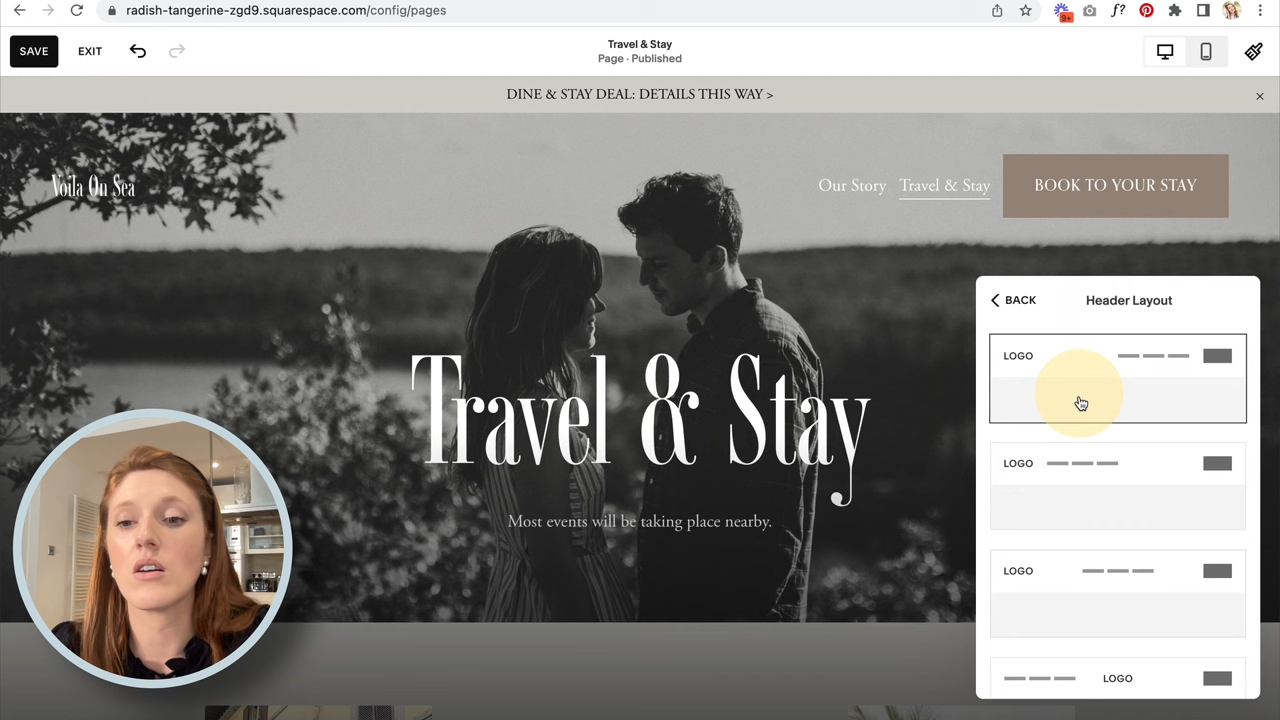 radish-tangerine-zgd9.squarespace.com/config/pages
9+
f?
SAVE
EXIT
Travel & Stay
Page · Published
DINE & STAY DEAL: DETAILS THIS WAY >
Voila On Sea
Our Story
Travel & Stay
BOOK TO YOUR STAY
Travel & Stay
Most events will be taking place nearby.
BACK
Header Layout
LOGO
LOGO
LOGO
LOGO